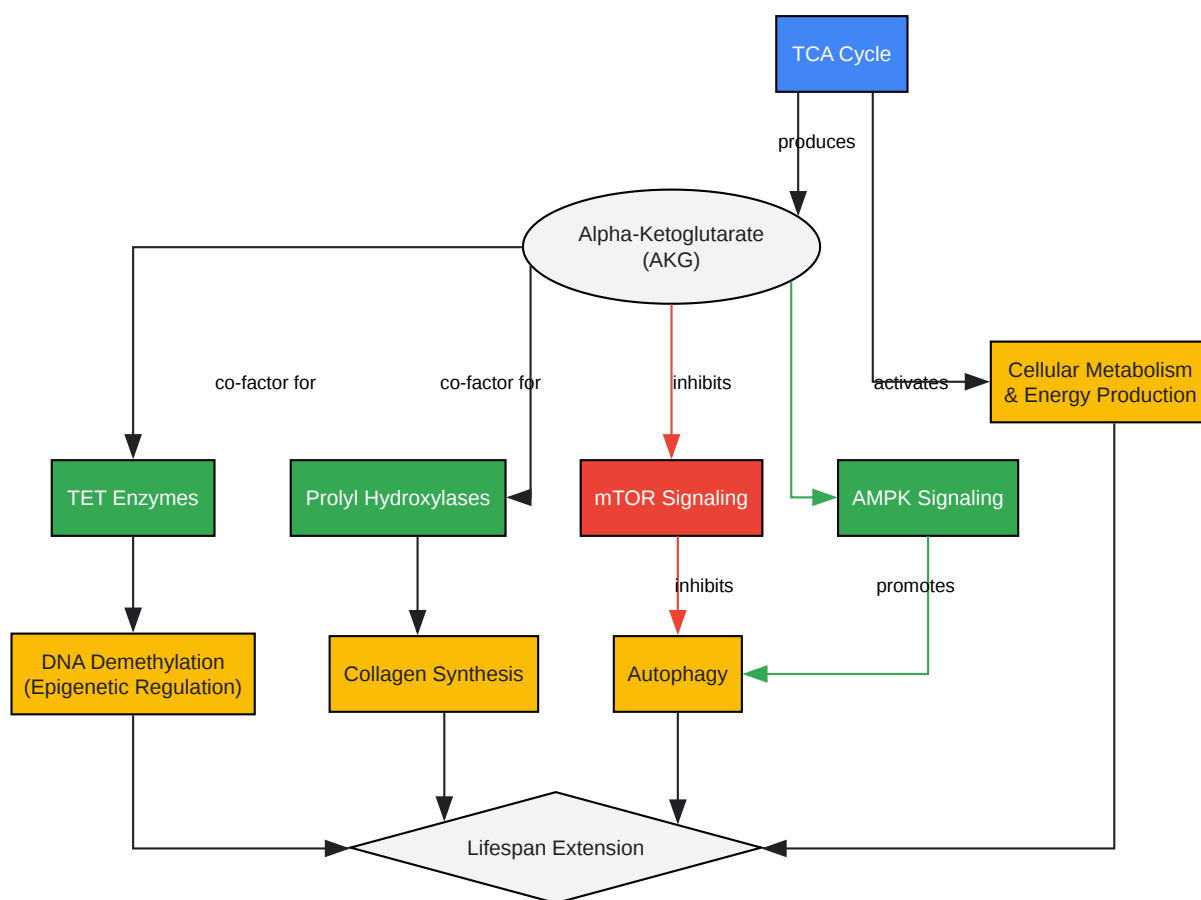 TCA Cycle
produces
Alpha-Ketoglutarate
(AKG)
co-factor for
co-factor for
inhibits
activates
Cellular Metabolism
& Energy Production
TET Enzymes
Prolyl Hydroxylases
mTOR Signaling
AMPK Signaling
inhibits
promotes
DNA Demethylation
(Epigenetic Regulation)
Collagen Synthesis
Autophagy
Lifespan Extension